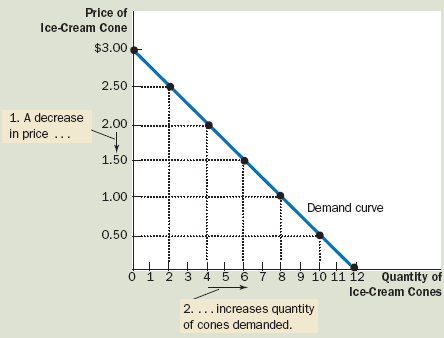 Price of
Ice-Cream Cone
$3.00
2.50
1. A decrease
in price ...
2.00
1.50
1.00
Demand curve
0.50
0 1 2 3 4 5 6 7 8 9 10 11 12 Quantity of
Ice-Cream Cones
2. ... increases quantity
of cones demanded.